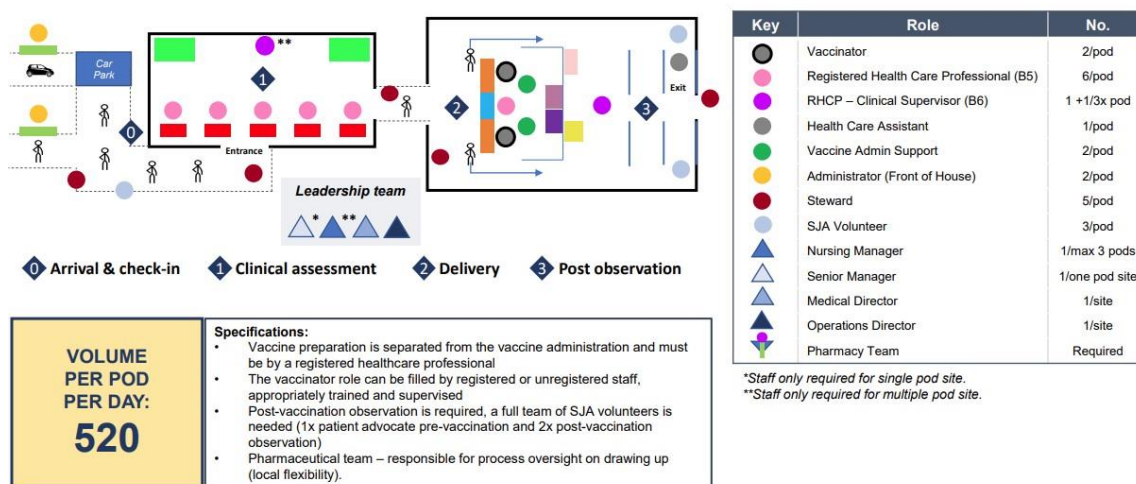 Car
Park
**
1
0
Entrance
2
3
Exit
Leadership team
*
**
0 Arrival & check-in
1 Clinical assessment
2 Delivery
3 Post observation
VOLUME
PER POD
PER DAY:
520
Specifications:
• Vaccine preparation is separated from the vaccine administration and must
be by a registered healthcare professional
• The vaccinator role can be filled by registered or unregistered staff,
appropriately trained and supervised
• Post-vaccination observation is required, a full team of SJA volunteers is
needed (1x patient advocate pre-vaccination and 2x post-vaccination
observation)
• Pharmaceutical team – responsible for process oversight on drawing up
(local flexibility).
Key Role No.
Vaccinator 2/pod
Registered Health Care Professional (B5) 6/pod
RHCP – Clinical Supervisor (B6) 1 +1/3x pod
Health Care Assistant 1/pod
Vaccine Admin Support 2/pod
Administrator (Front of House) 2/pod
Steward 5/pod
SJA Volunteer 3/pod
Nursing Manager 1/max 3 pods
Senior Manager 1/one pod site
Medical Director 1/site
Operations Director 1/site
Pharmacy Team Required
*Staff only required for single pod site.
**Staff only required for multiple pod site.